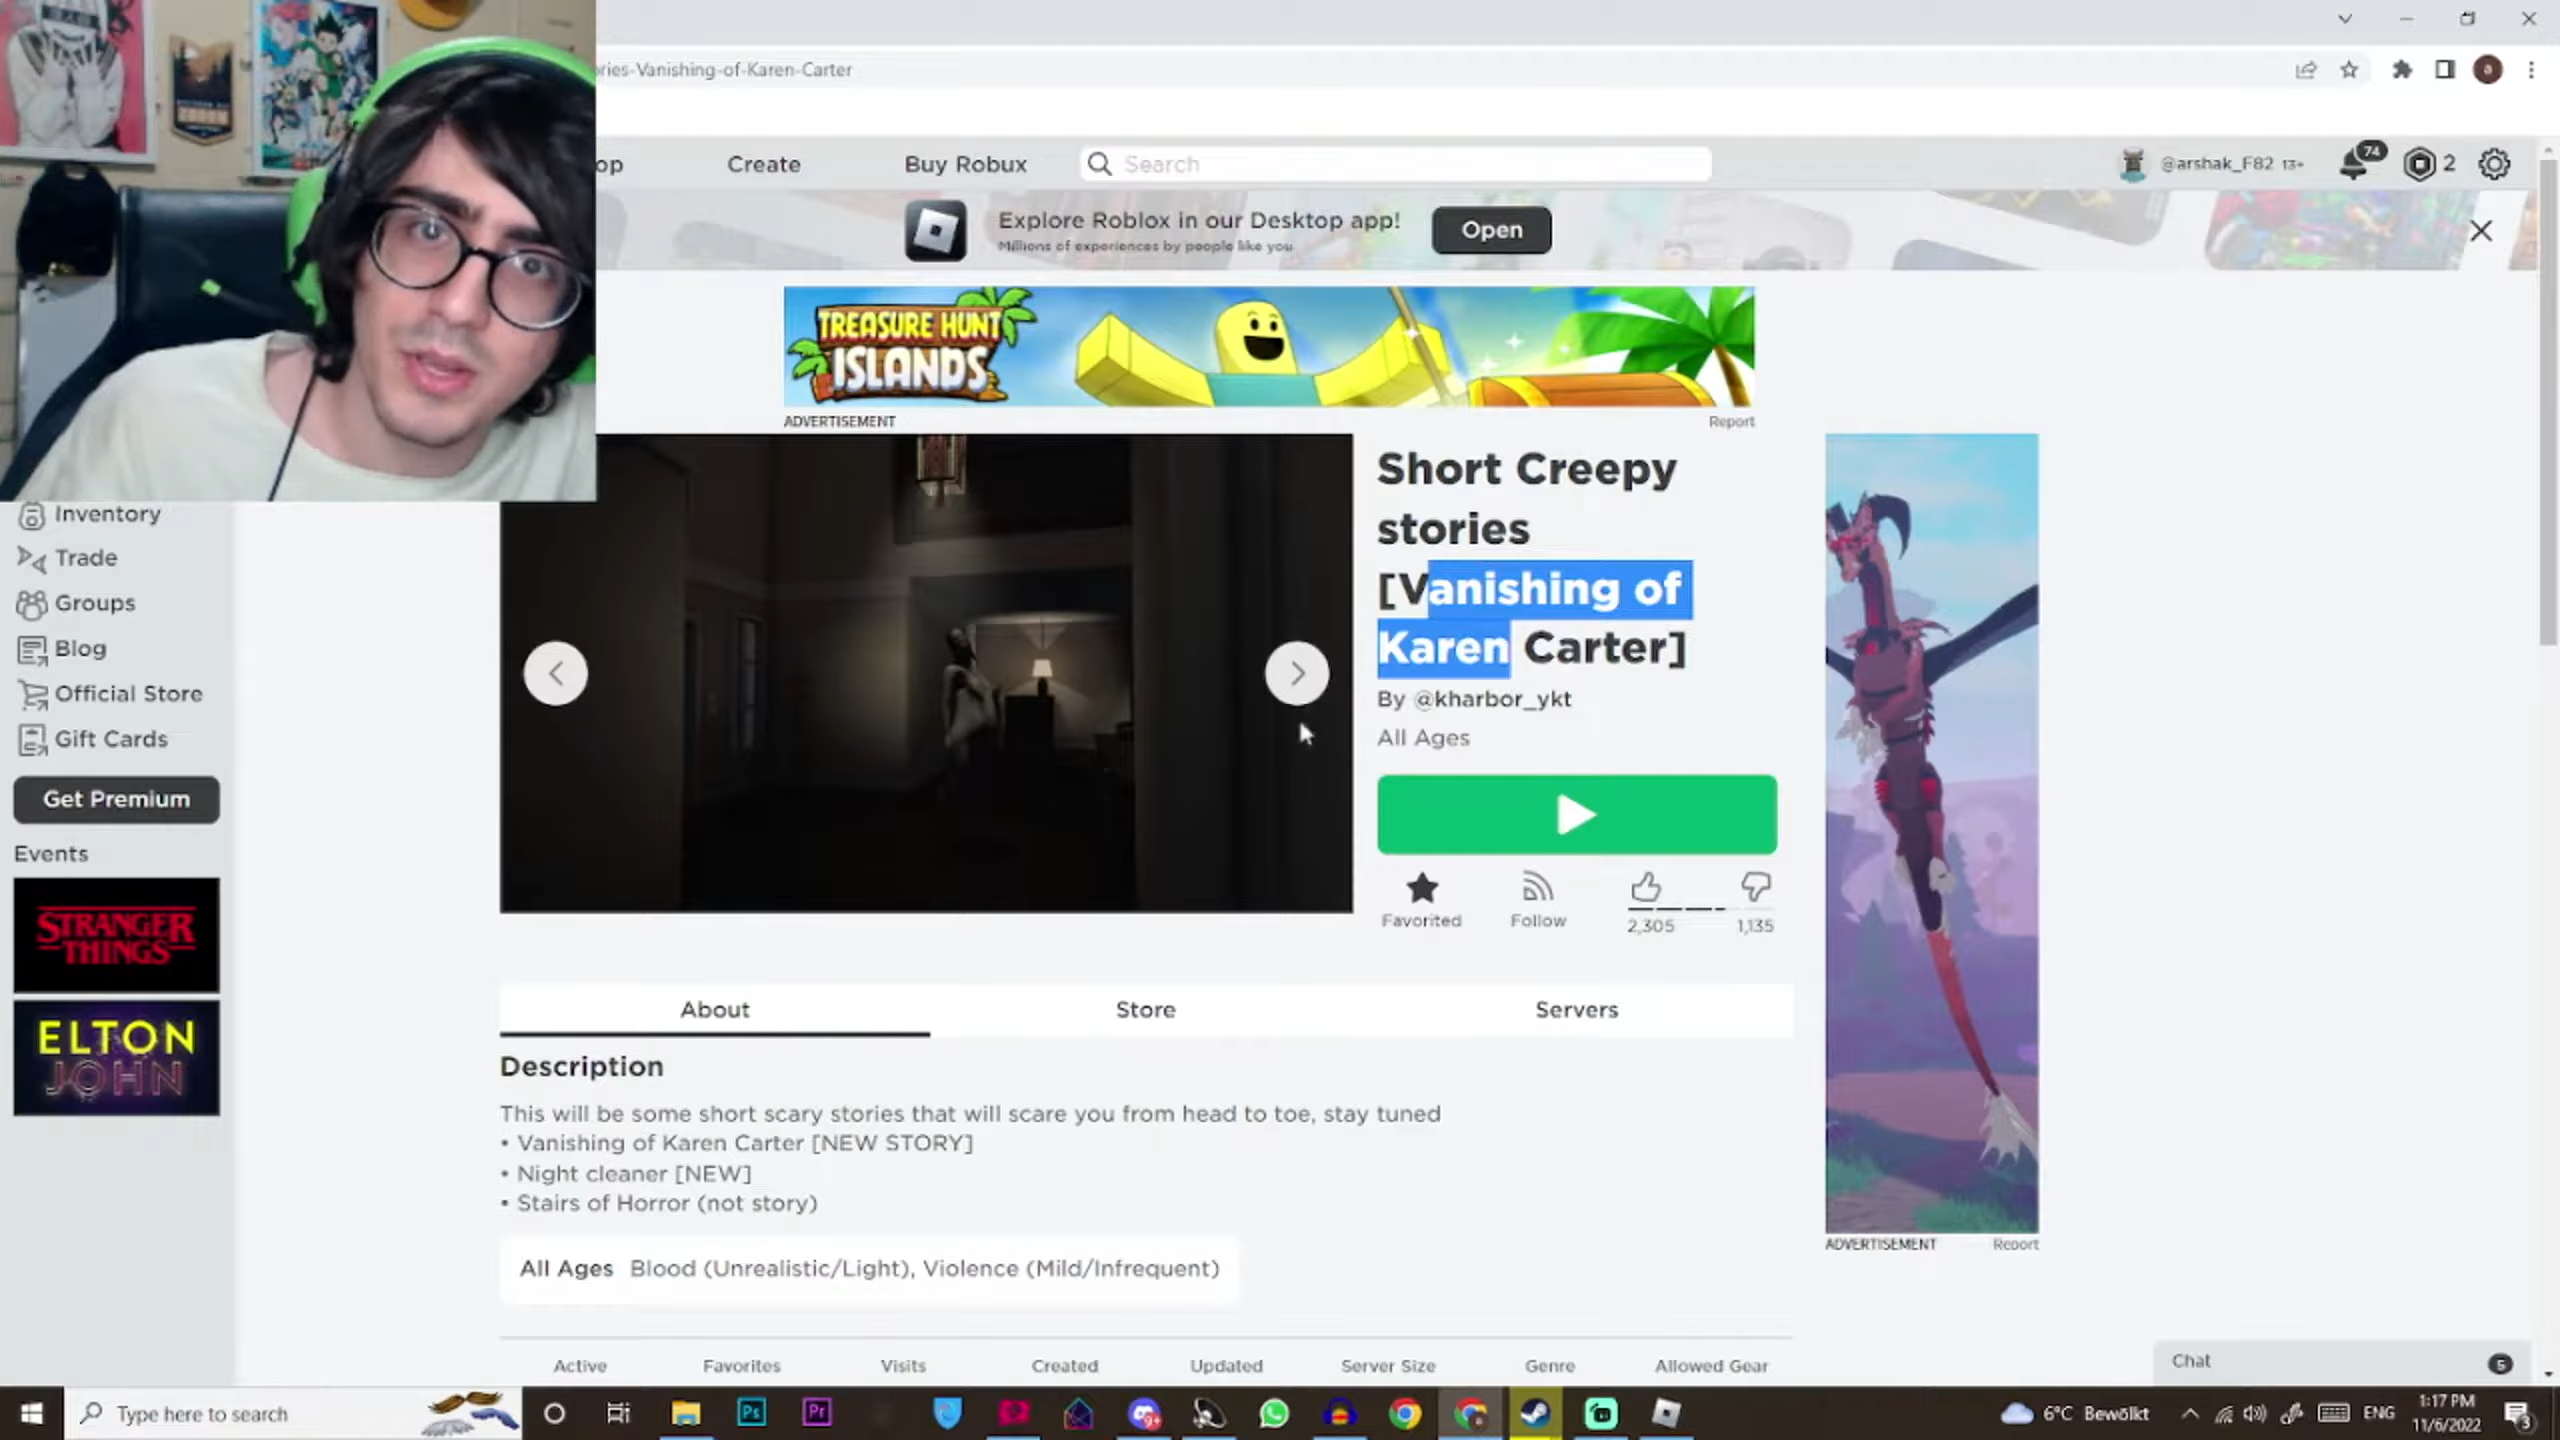 ries-Vanishing-of-Karen-Carter
op
Create
Buy Robux
Search
@arshak_F82 13+
74
2
Explore Roblox in our Desktop app!
Millions of experiences by people like you
Open
TREASURE HUNT
ISLANDS
ADVERTISEMENT
Report
Short Creepy
stories
[Vanishing of
Karen Carter]
By @kharbor_ykt
All Ages
Favorited
Follow
2,305
1,135
Inventory
Trade
Groups
Blog
Official Store
Gift Cards
Get Premium
Events
STRANGER
THINGS
ELTON
JOHN
About
Store
Servers
Description
This will be some short scary stories that will scare you from head to toe, stay tuned
• Vanishing of Karen Carter [NEW STORY]
• Night cleaner [NEW]
• Stairs of Horror (not story)
All Ages Blood (Unrealistic/Light), Violence (Mild/Infrequent)
ADVERTISEMENT
Report
Active
Favorites
Visits
Created
Updated
Server Size
Genre
Allowed Gear
Chat
5
Type here to search
Ps
Pr
9+
6°C Bewölkt
ENG
1:17 PM
11/6/2022
3